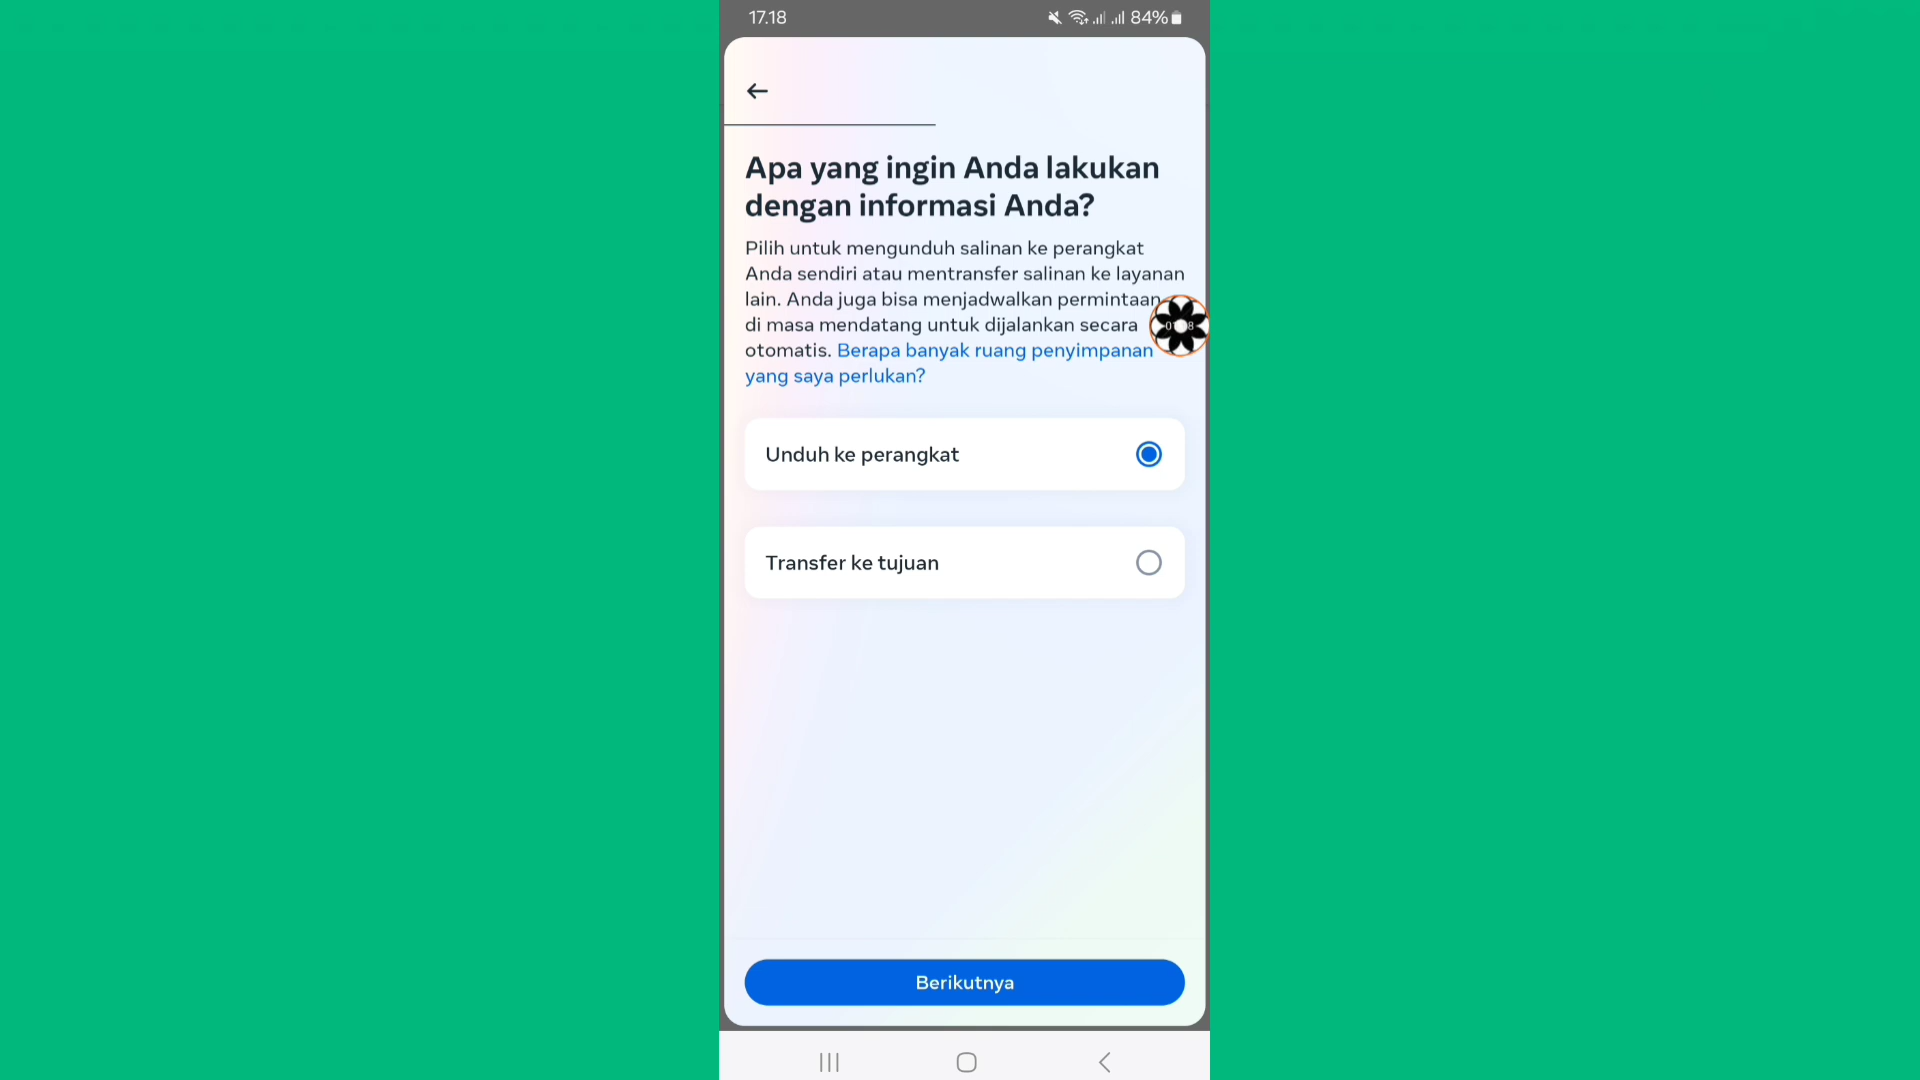 17.18
84%
Apa yang ingin Anda lakukan
dengan informasi Anda?
Pilih untuk mengunduh salinan ke perangkat
Anda sendiri atau mentransfer salinan ke layanan
lain. Anda juga bisa menjadwalkan permintaan
di masa mendatang untuk dijalankan secara
otomatis. Berapa banyak ruang penyimpanan
yang saya perlukan?
Unduh ke perangkat
Transfer ke tujuan
Berikutnya